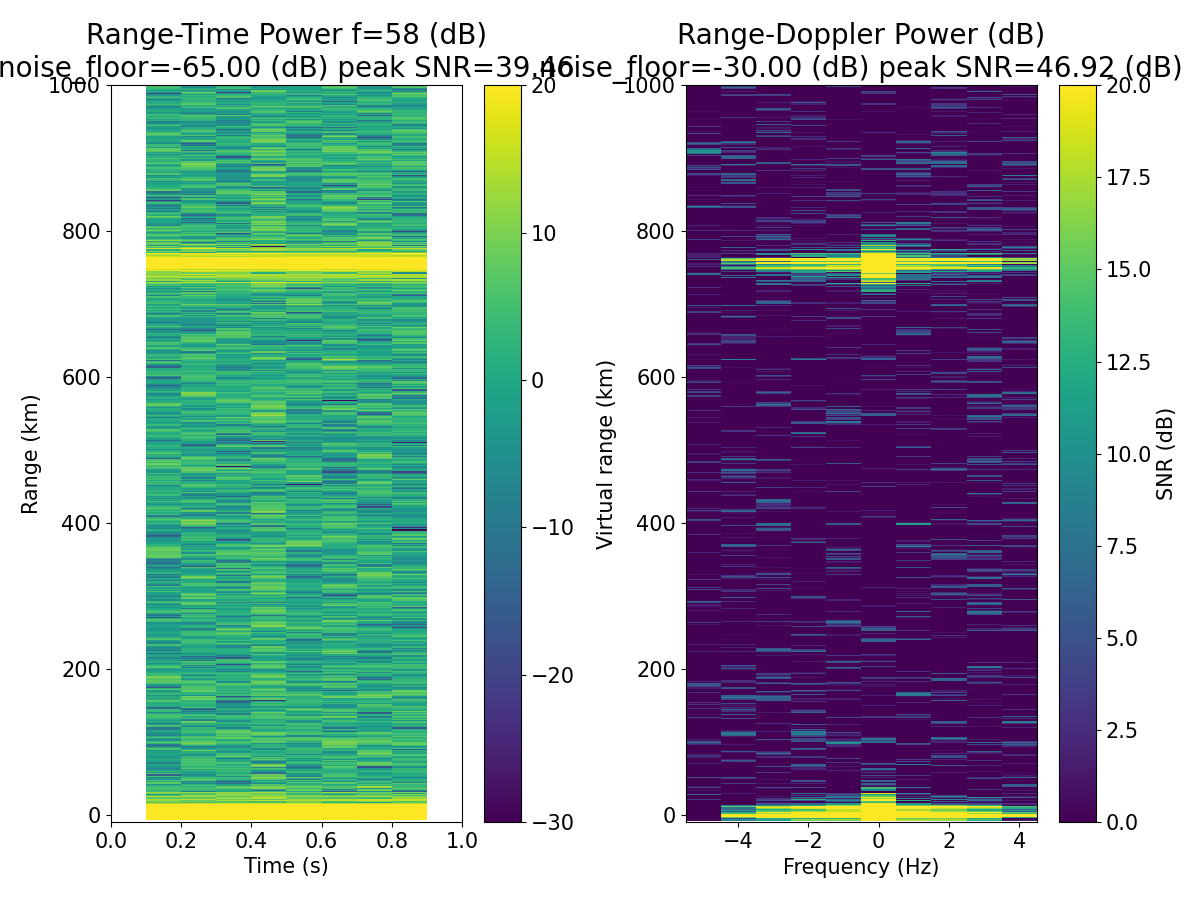 Range-Time Power f=58 (dB)
noise_floor=-65.00 (dB) peak SNR=39.46
Range-Doppler Power (dB)
noise_floor=-30.00 (dB) peak SNR=46.92 (dB)
1000
800
600
400
200
0
Range (km)
0.0 0.2 0.4 0.6 0.8 1.0
Time (s)
20
10
0
−10
−20
−30
1000
800
600
400
200
0
Virtual range (km)
−4 −2 0 2 4
Frequency (Hz)
20.0
17.5
15.0
12.5
10.0
7.5
5.0
2.5
0.0
SNR (dB)